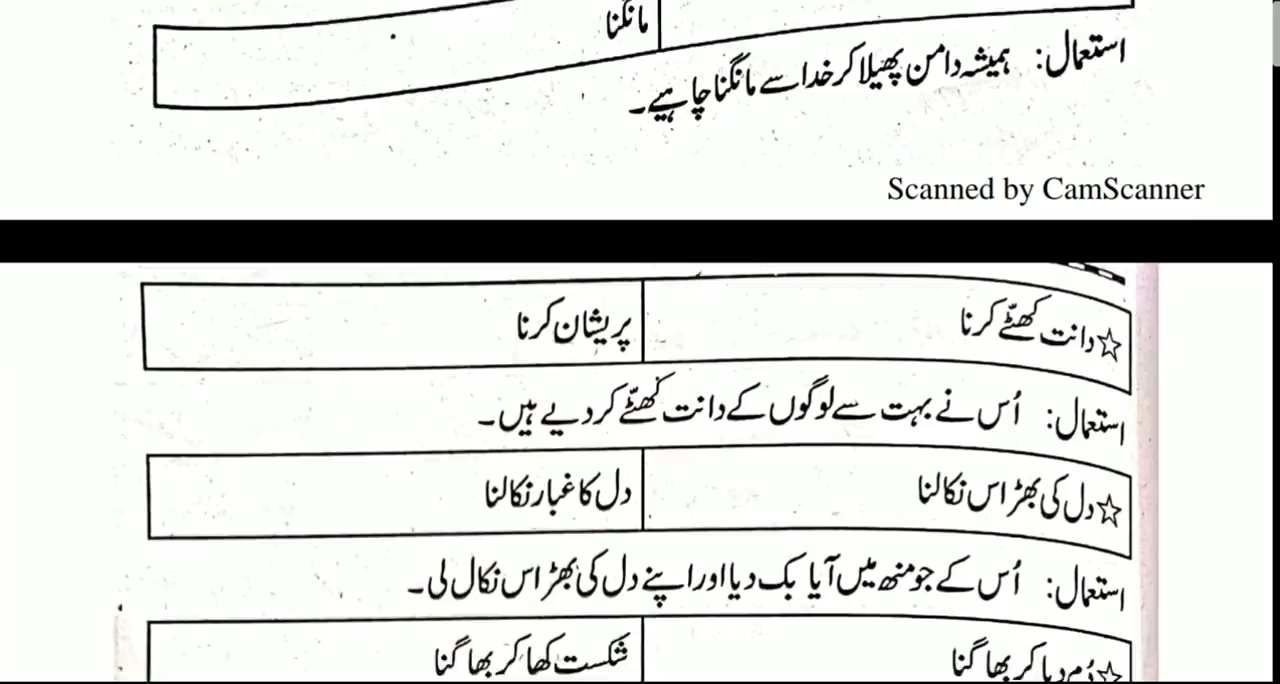 مانگنا
استعمال: ہمیشہ دامن پھیلا کر خدا سے مانگنا چاہیے۔
Scanned by CamScanner
☆ دانت کھٹے کرنا پریشان کرنا
استعمال: اُس نے بہت سے لوگوں کے دانت کھٹّے کر دیے ہیں۔
☆ دل کی بھڑاس نکالنا دل کا غبار نکالنا
استعمال: اُس کے جو منھ میں آیا بک دیا اور اپنے دل کی بھڑاس نکال لی۔
☆ دُم دبا کر بھاگنا شکست کھا کر بھاگنا